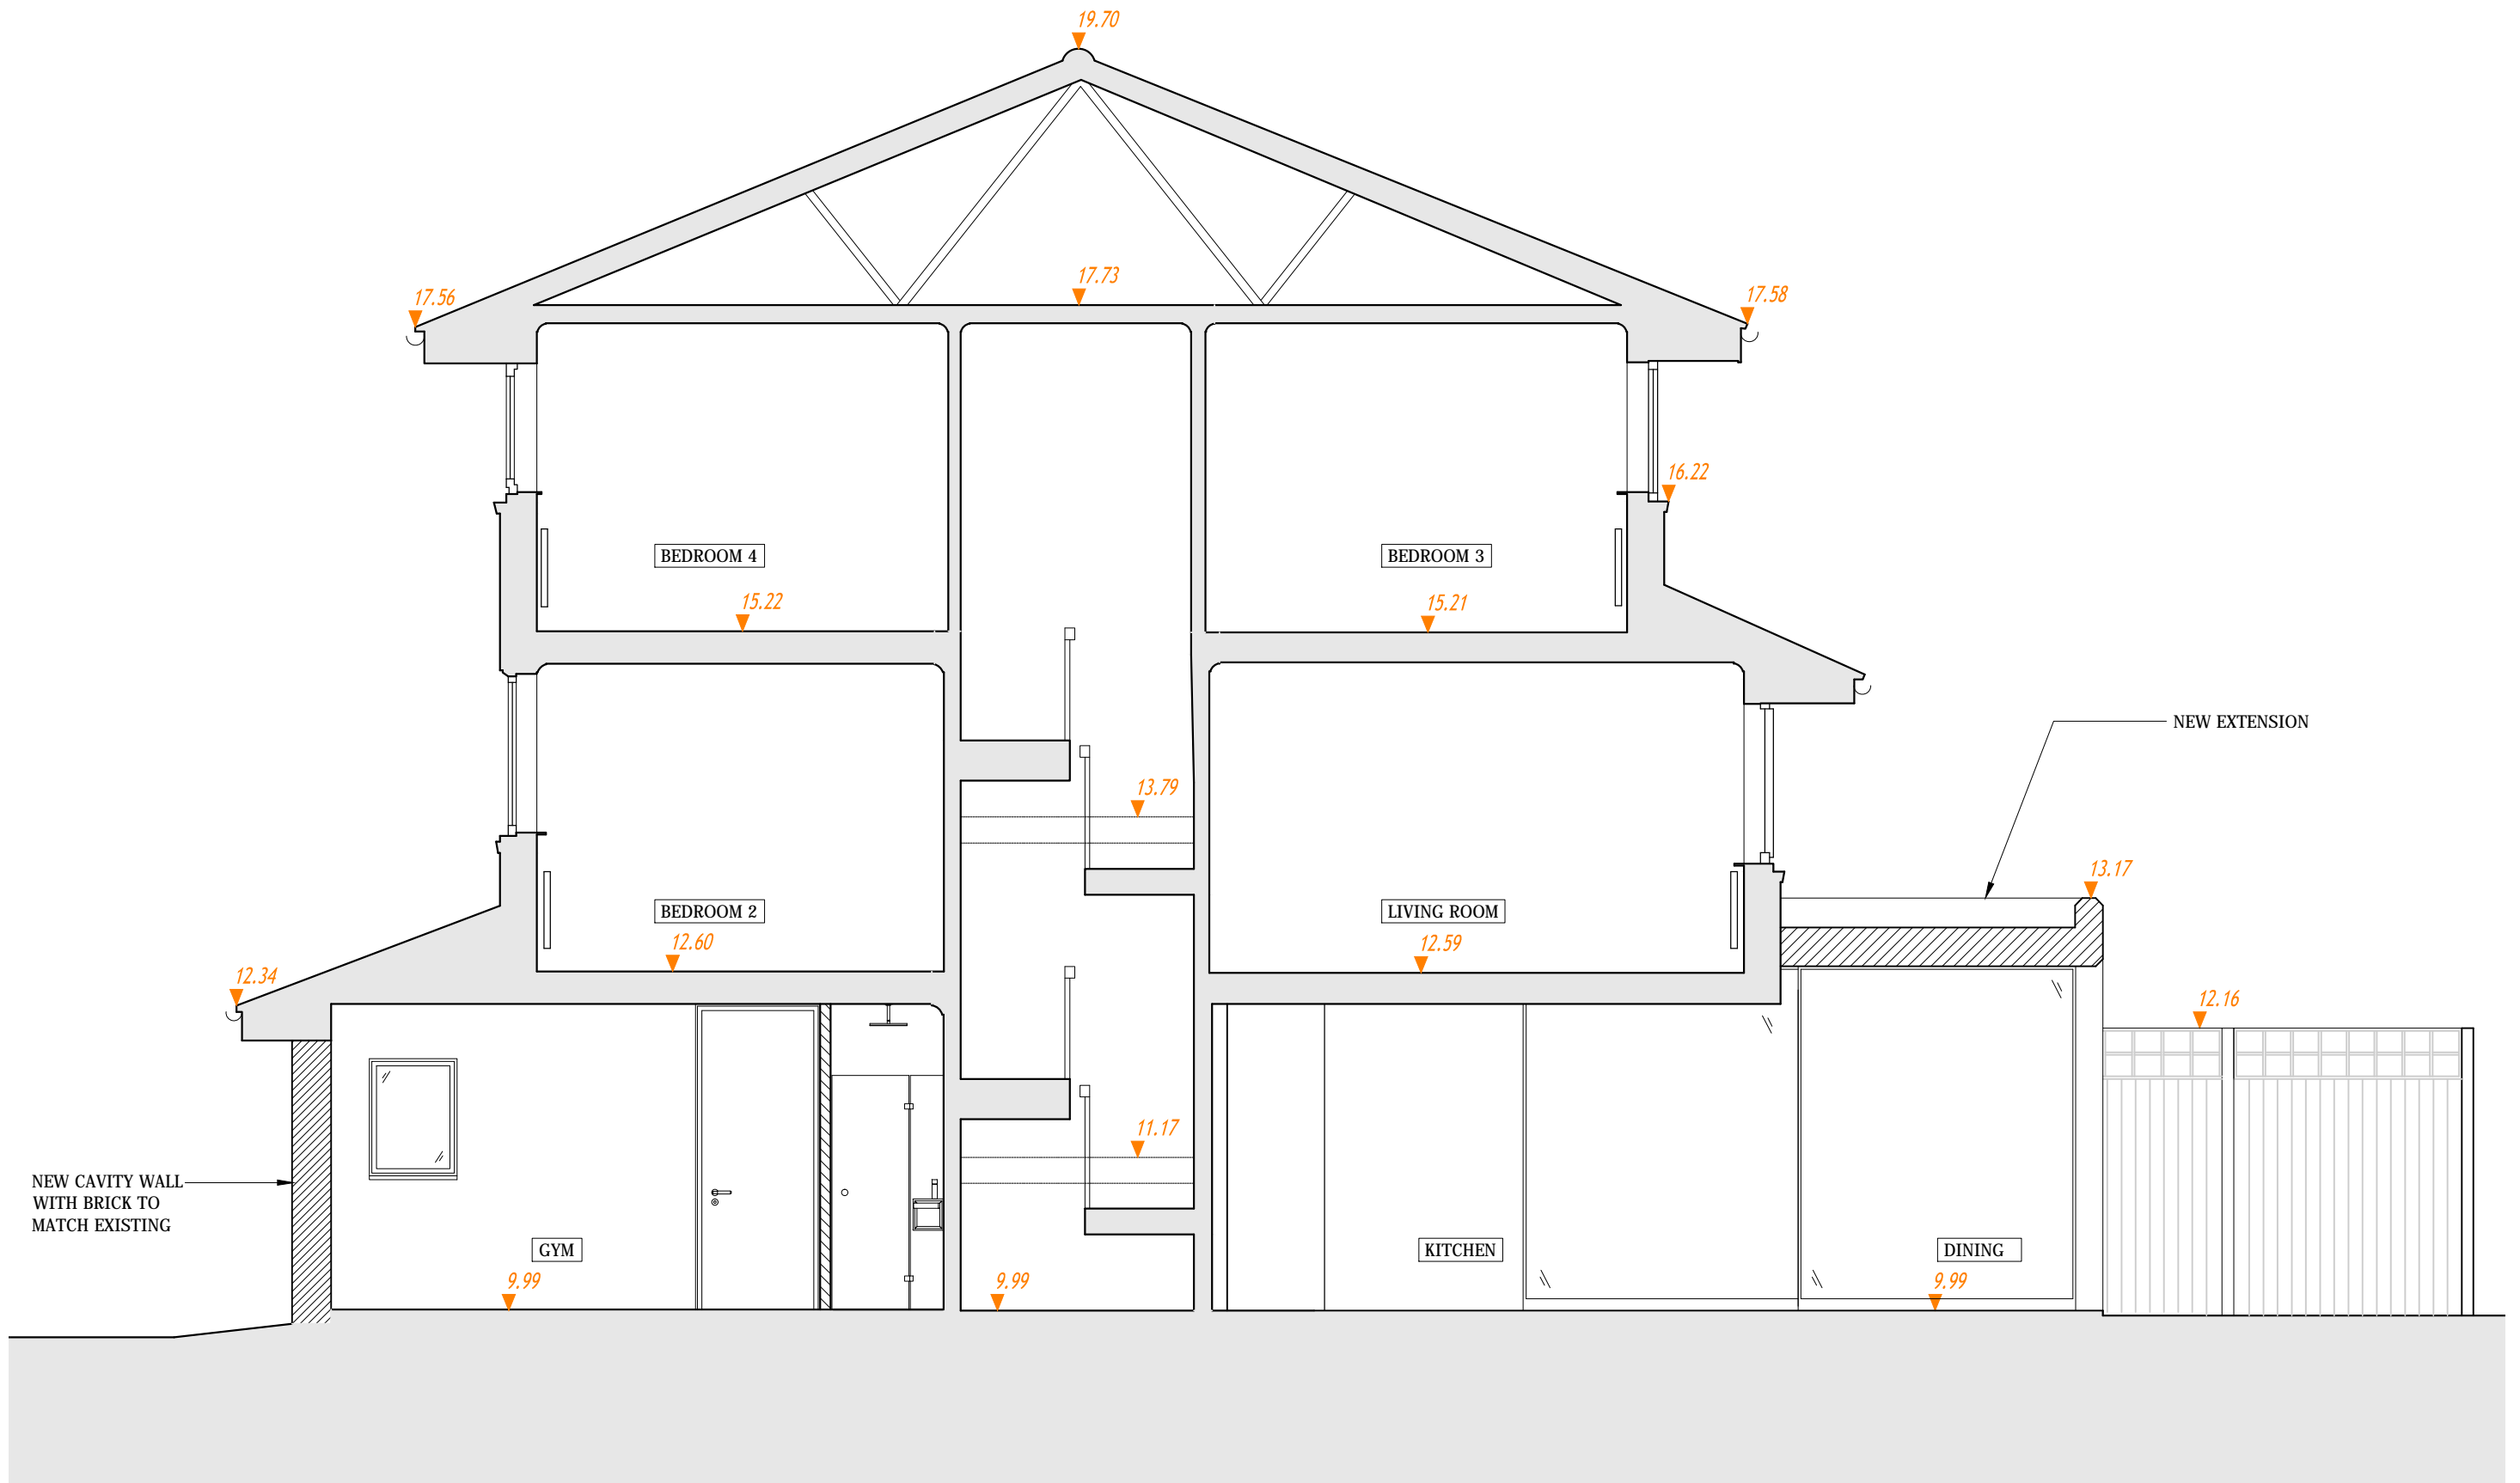 19.70
17.73
17.56
17.58
16.22
BEDROOM 4
BEDROOM 3
15.22
15.21
NEW EXTENSION
13.79
13.17
BEDROOM 2
LIVING ROOM
12.60
12.59
12.34
12.16
11.17
NEW CAVITY WALL
WITH BRICK TO
MATCH EXISTING
GYM
KITCHEN
DINING
9.99
9.99
9.99